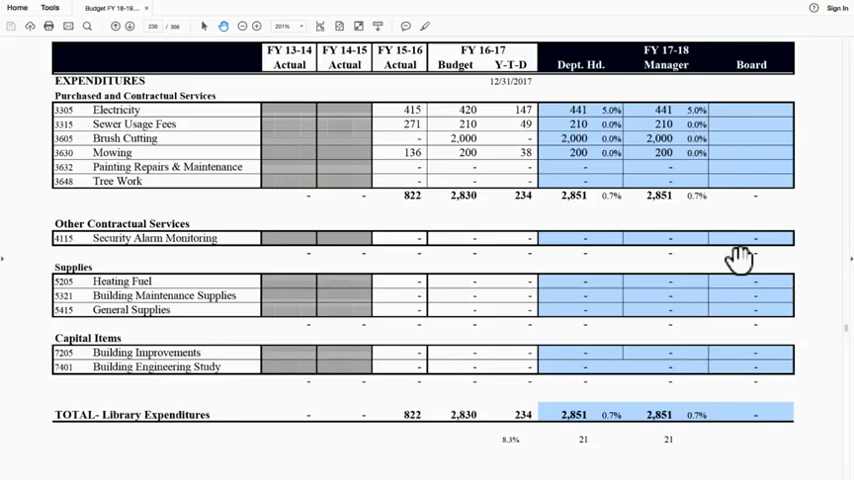 Home Tools Budget FY 18-19... × Sign In
236 / 356 201%
FY 13-14 FY 14-15 FY 15-16 FY 16-17 FY 17-18
Actual Actual Actual Budget Y-T-D Dept. Hd. Manager Board
EXPENDITURES 12/31/2017
Purchased and Contractual Services
3305 Electricity 415 420 147 441 5.0% 441 5.0%
3315 Sewer Usage Fees 271 210 49 210 0.0% 210 0.0%
3605 Brush Cutting - 2,000 - 2,000 0.0% 2,000 0.0%
3630 Mowing 136 200 38 200 0.0% 200 0.0%
3632 Painting Repairs & Maintenance - - - - -
3648 Tree Work - - - - -
- - 822 2,830 234 2,851 0.7% 2,851 0.7% -
Other Contractual Services
4115 Security Alarm Monitoring - - - - - -
- - - - - - - -
Supplies
5205 Heating Fuel - - - - - -
5321 Building Maintenance Supplies - - - - - -
5415 General Supplies - - - - - -
- - - - - - - -
Capital Items
7205 Building Improvements - - - - - -
7401 Building Engineering Study - - - - - -
- - - - - - - -
TOTAL- Library Expenditures - - 822 2,830 234 2,851 0.7% 2,851 0.7% -
8.3% 21 21